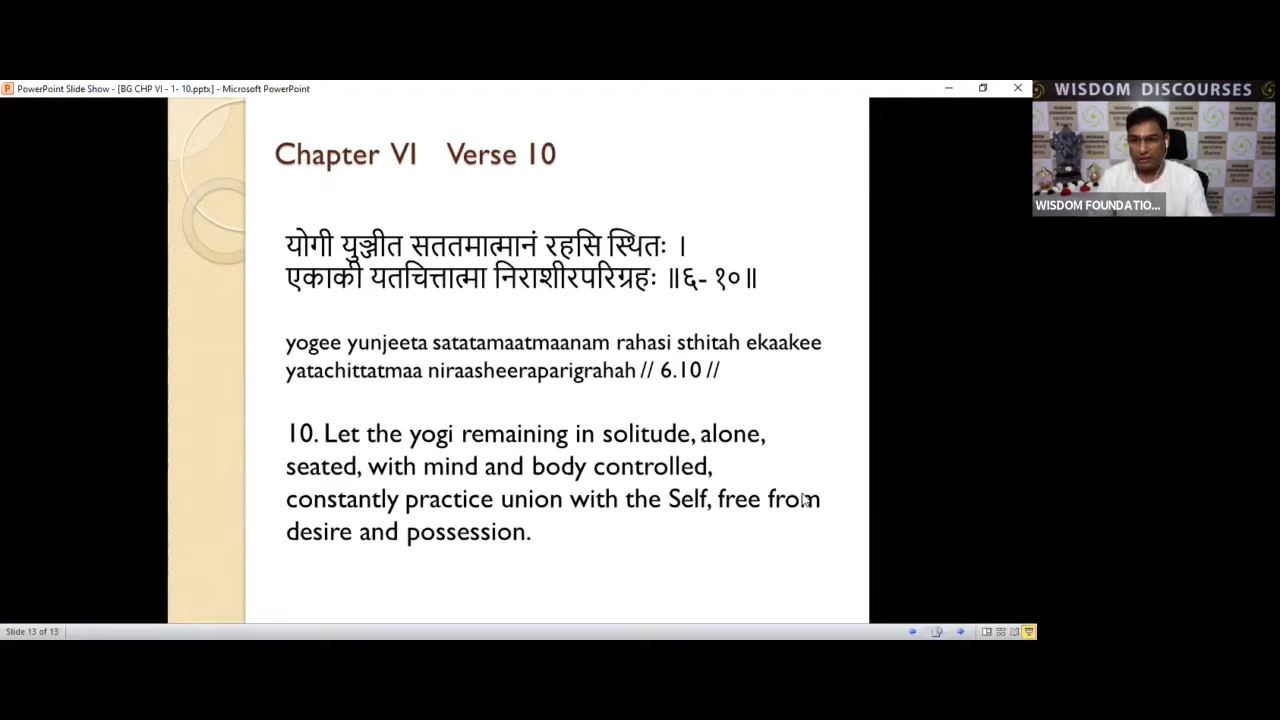 PowerPoint Slide Show - [BG CHP VI - 1- 10.pptx] - Microsoft PowerPoint
WISDOM DISCOURSES
WISDOM FOUNDATIO...
Chapter VI Verse 10
योगी युञ्जीत सततमात्मानं रहसि स्थितः ।
एकाकी यतचित्तात्मा निराशीरपरिग्रहः ॥६- १०॥
yogee yunjeeta satatamaatmaanam rahasi sthitah ekaakee
yatachittatmaa niraasheeraparigrahah // 6.10 //
10. Let the yogi remaining in solitude, alone,
seated, with mind and body controlled,
constantly practice union with the Self, free from
desire and possession.
Slide 13 of 13